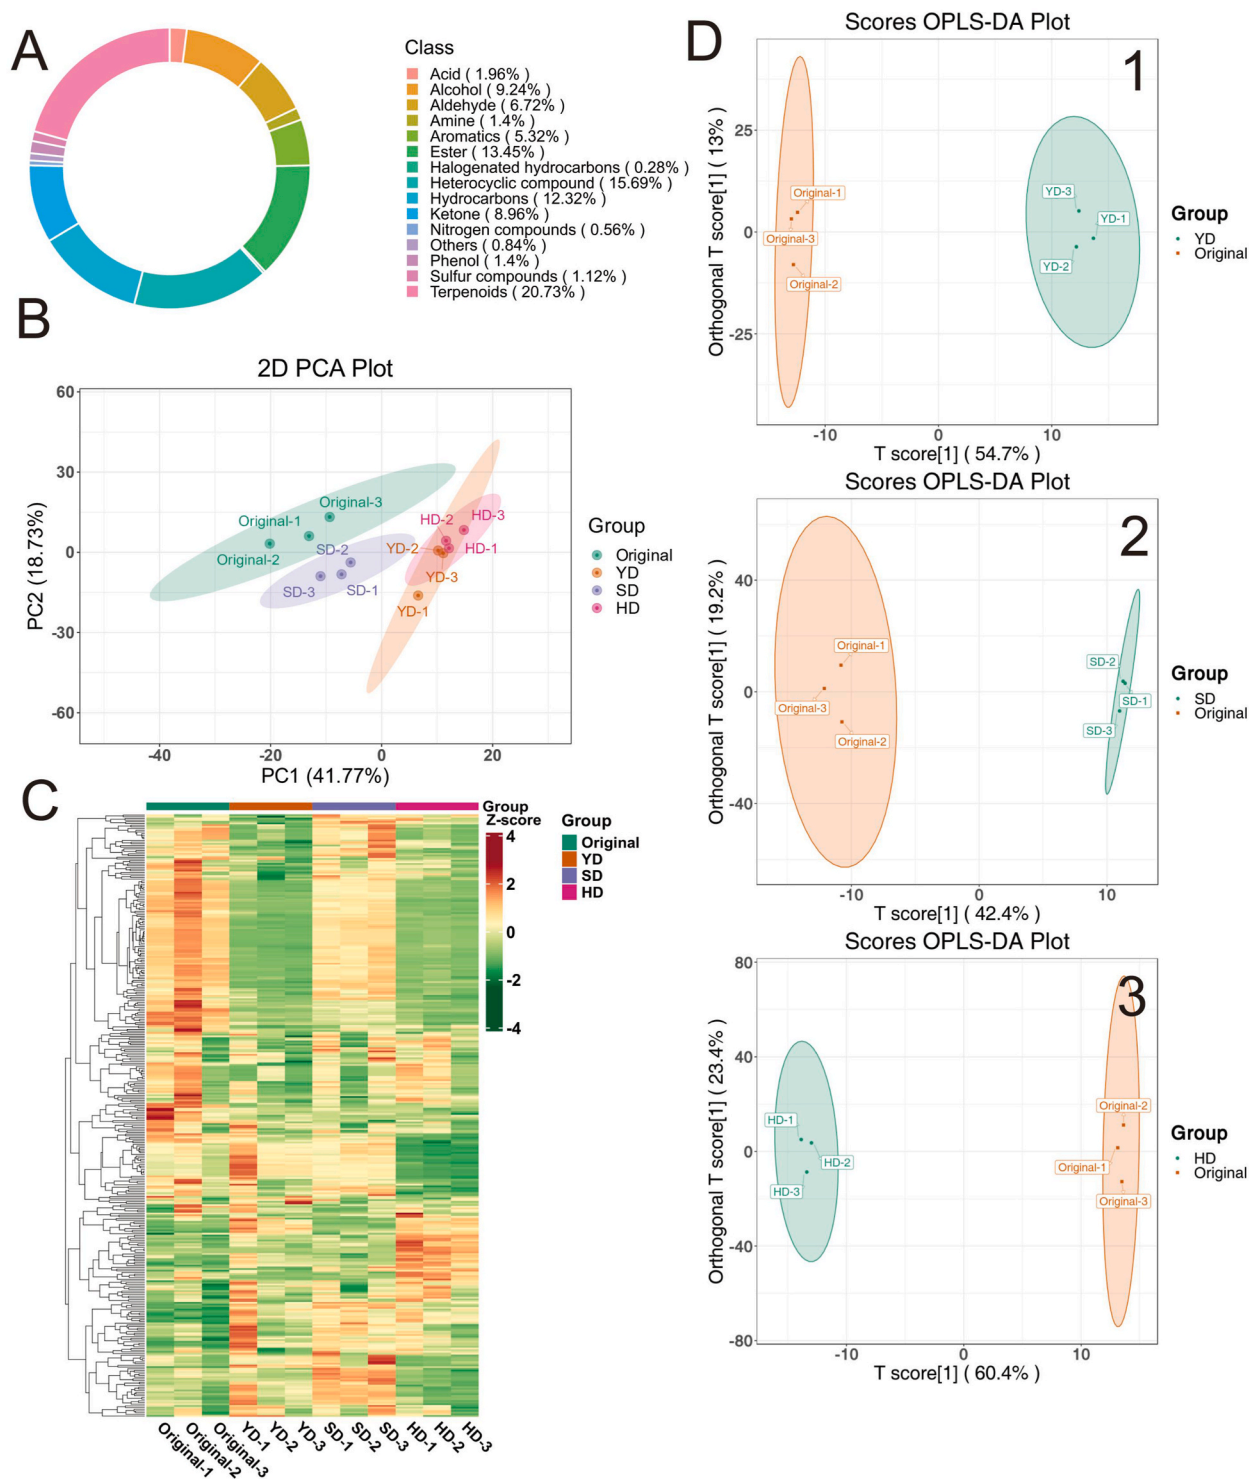 A
Class
Acid ( 1.96% )
Alcohol ( 9.24% )
Aldehyde ( 6.72% )
Amine ( 1.4% )
Aromatics ( 5.32% )
Ester ( 13.45% )
Halogenated hydrocarbons ( 0.28% )
Heterocyclic compound ( 15.69% )
Hydrocarbons ( 12.32% )
Ketone ( 8.96% )
Nitrogen compounds ( 0.56% )
Others ( 0.84% )
Phenol ( 1.4% )
Sulfur compounds ( 1.12% )
Terpenoids ( 20.73% )
B
2D PCA Plot
60
30
0
-30
-60
PC2 (18.73%)
Original-3
Original-1
Original-2
SD-2
SD-3
SD-1
HD-2
HD-3
YD-2
HD-1
YD-3
YD-1
-40
-20
0
20
PC1 (41.77%)
Group
Original
YD
SD
HD
C
Group
Z-score
4
2
0
-2
-4
Group
Original
YD
SD
HD
Original-1
Original-2
Original-3
YD-1
YD-2
YD-3
SD-1
SD-2
SD-3
HD-1
HD-2
HD-3
D
Scores OPLS-DA Plot
1
Orthogonal T score[1] ( 13% )
25
0
-25
Original-1
Original-3
Original-2
YD-3
YD-1
YD-2
-10
0
10
T score[1] ( 54.7% )
Group
YD
Original
Scores OPLS-DA Plot
2
Orthogonal T score[1] ( 19.2% )
40
0
-40
Original-1
Original-3
Original-2
SD-2
SD-1
SD-3
-10
0
10
T score[1] ( 42.4% )
Group
SD
Original
Scores OPLS-DA Plot
3
Orthogonal T score[1] ( 23.4% )
80
40
0
-40
-80
HD-1
HD-2
HD-3
Original-2
Original-1
Original-3
-10
0
10
T score[1] ( 60.4% )
Group
HD
Original